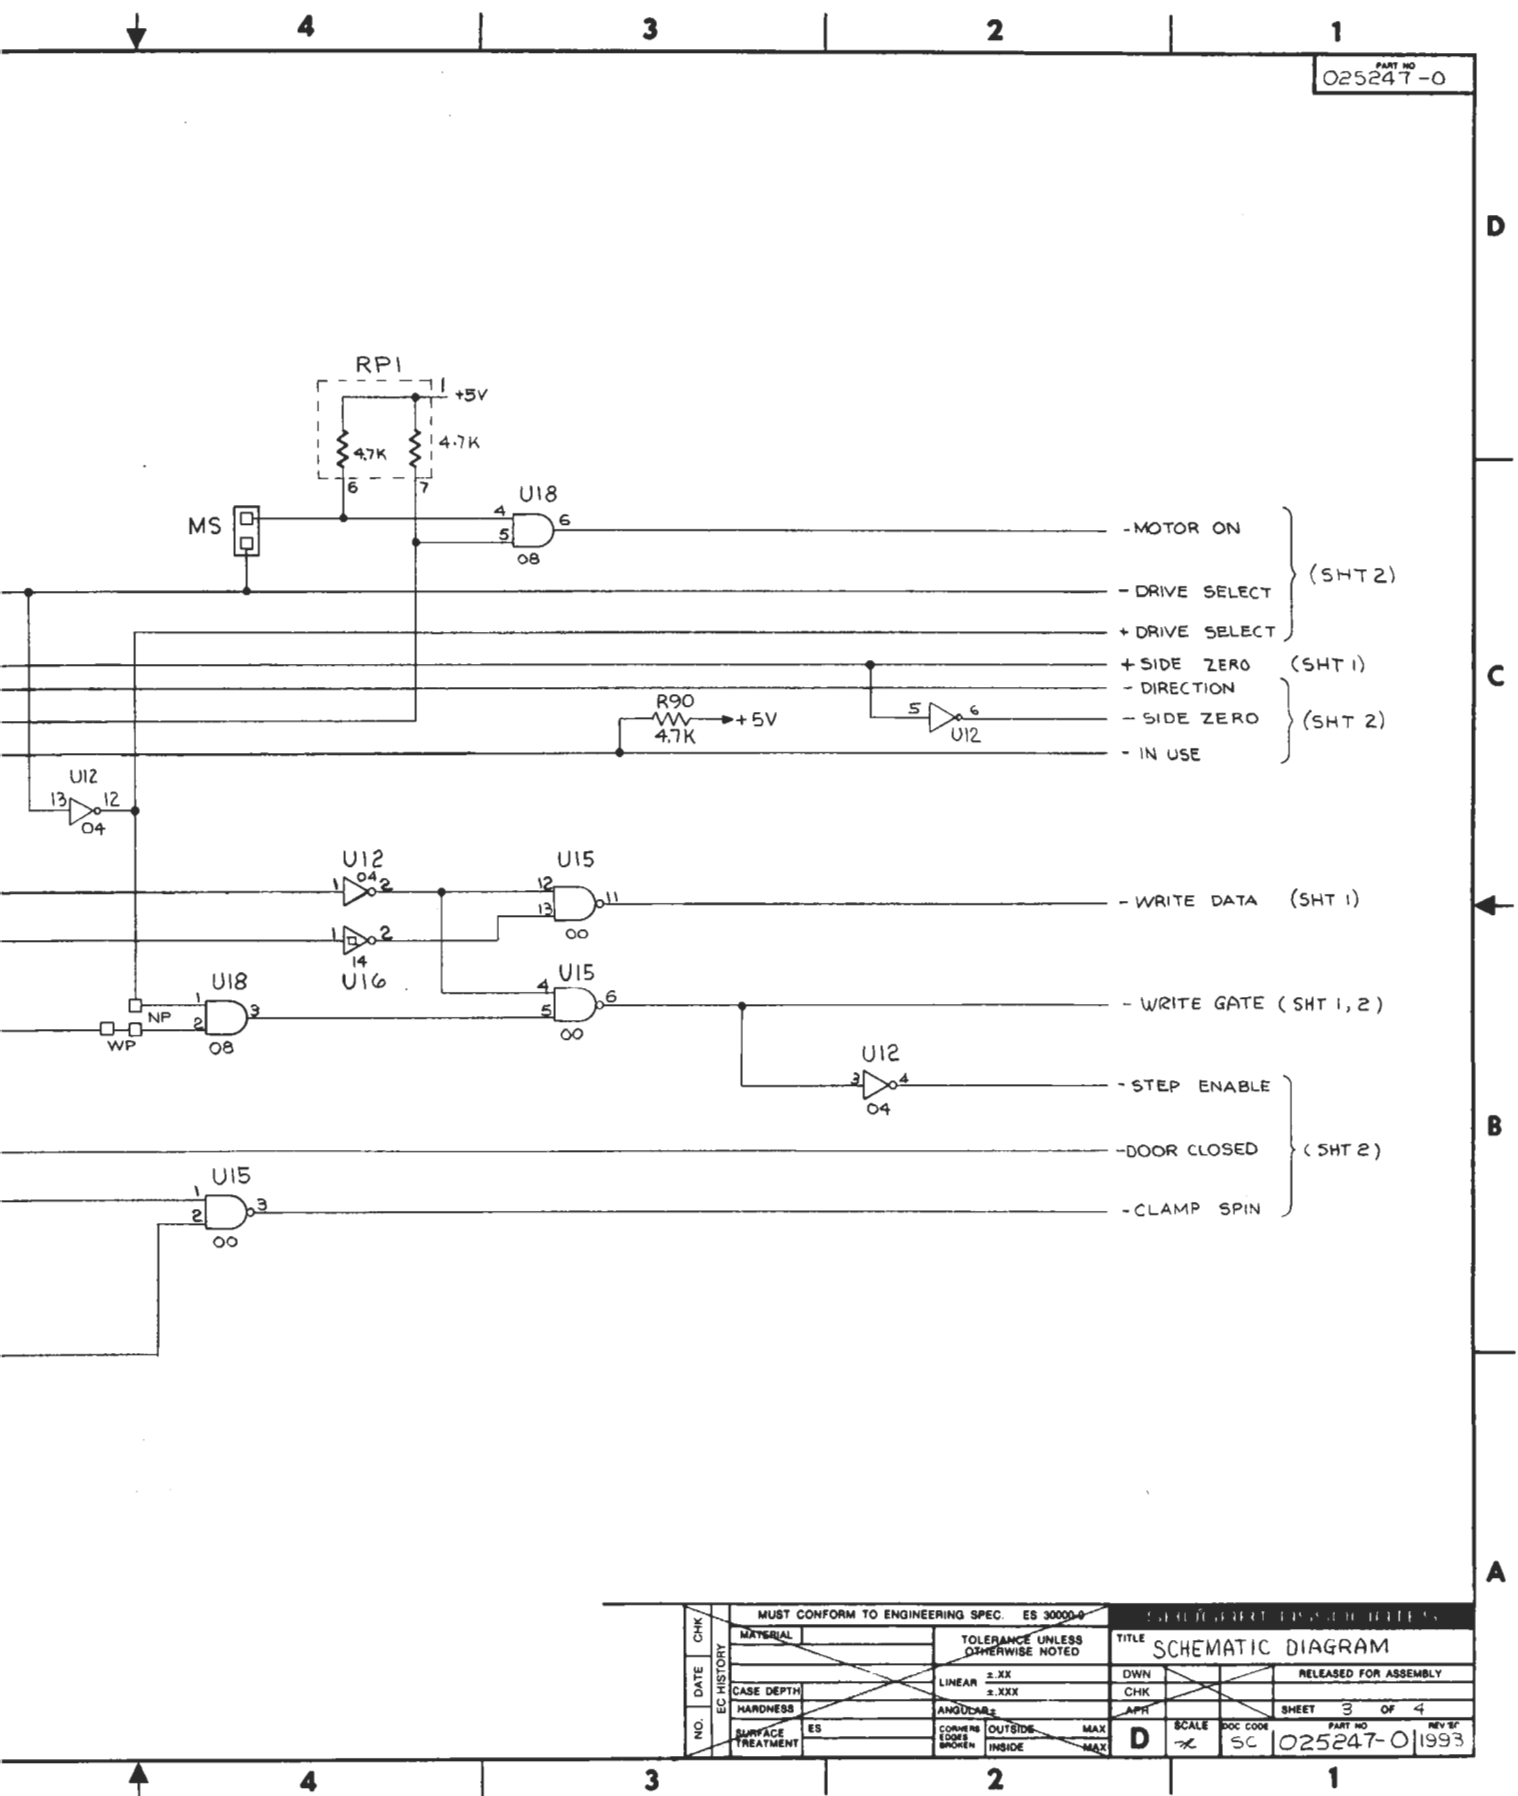 4 3 2 1
PART NO
025247-0
D
RP1
1
+5V
4.7K 4.7K
6 7
U18
MS
4
5
6
08
-MOTOR ON
- DRIVE SELECT
(SHT2)
+ DRIVE SELECT
+ SIDE ZERO (SHT 1)
C
- DIRECTION
R90
+5V
4.7K
5 6
U12
- SIDE ZERO
(SHT 2)
- IN USE
U12
13 12
04
U12
04
1 2
U15
12
13
11
00
- WRITE DATA (SHT 1)
1 2
14
U16
U18
1
2
3
08
NP
WP
U15
4
5
6
00
- WRITE GATE (SHT 1, 2)
U12
3 4
04
- STEP ENABLE
B
-DOOR CLOSED
(SHT 2)
U15
1
2
3
00
-CLAMP SPIN
A
CHK
DATE
NO.
EC HISTORY
MUST CONFORM TO ENGINEERING SPEC. ES 30000-0
MATERIAL
TOLERANCE UNLESS
OTHERWISE NOTED
LINEAR
±.XX
±.XXX
CASE DEPTH
HARDNESS
ANGULAR±
SURFACE
TREATMENT
ES
CORNERS
EDGES
BROKEN
OUTSIDE MAX
INSIDE MAX
SHUGART ASSOCIATES
TITLE SCHEMATIC DIAGRAM
DWN
RELEASED FOR ASSEMBLY
CHK
APR
SHEET 3 OF 4
D
SCALE
DOC CODE
SC
PART NO
025247-0
REV EC
1993
4 3 2 1